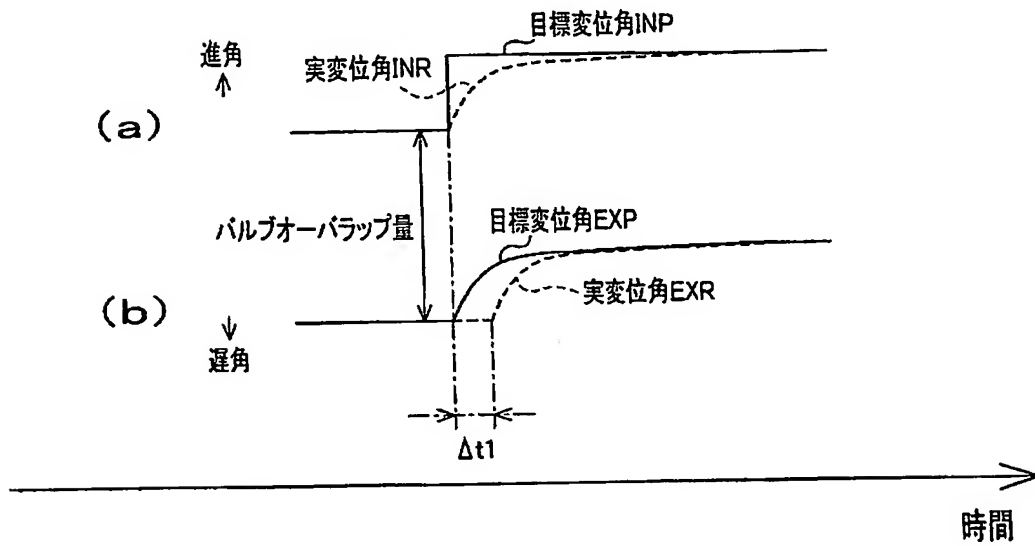 目標変位角INP
進角
実変位角INR
(a)
バルブオーバラップ量
目標変位角EXP
実変位角EXR
(b)
遅角
Δt1
時間